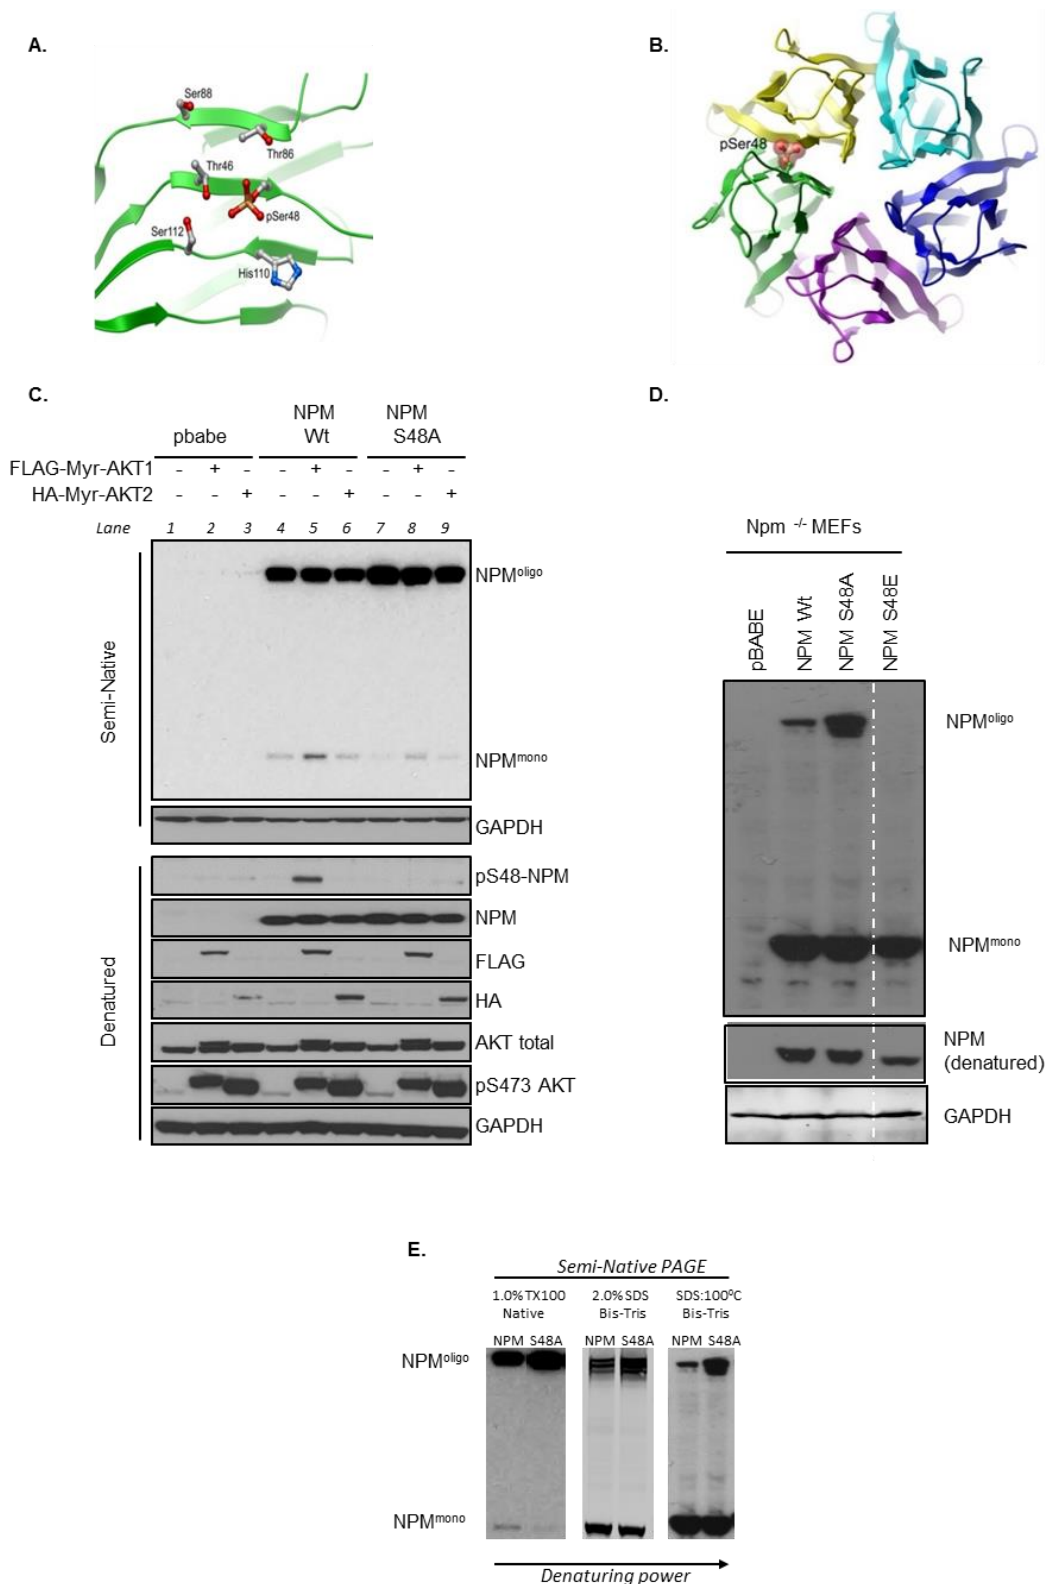 A.
B.
Ser88
Thr86
Thr46
pSer48
Ser112
His110
pSer48
C.
D.
NPM NPM
pbabe Wt S48A
FLAG-Myr-AKT1 - + - - + - - + -
HA-Myr-AKT2 - - + - - + - - +
Lane 1 2 3 4 5 6 7 8 9
NPMoligo
Semi-Native
NPMmono
GAPDH
Denatured
pS48-NPM
NPM
FLAG
HA
AKT total
pS473 AKT
GAPDH
Npm -/- MEFs
pBABE
NPM Wt
NPM S48A
NPM S48E
NPMoligo
NPMmono
NPM
(denatured)
GAPDH
E.
Semi-Native PAGE
1.0%TX100 2.0%SDS SDS:100⁰C
Native Bis-Tris Bis-Tris
NPM S48A NPM S48A NPM S48A
NPMoligo
NPMmono
Denaturing power